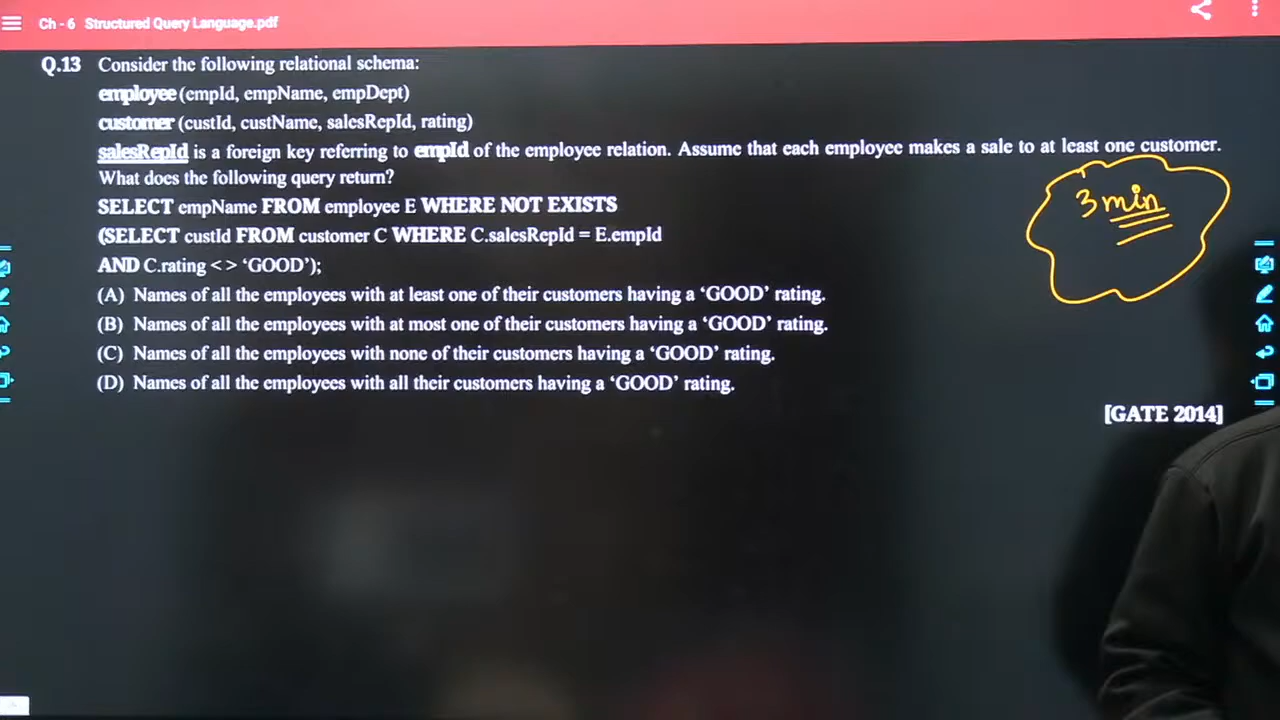 Ch - 6 Structured Query Language.pdf
Q.13 Consider the following relational schema:
employee (empId, empName, empDept)
customer (custId, custName, salesRepId, rating)
salesRepId is a foreign key referring to empId of the employee relation. Assume that each employee makes a sale to at least one customer.
What does the following query return?
3 min
SELECT empName FROM employee E WHERE NOT EXISTS
(SELECT custId FROM customer C WHERE C.salesRepId = E.empId
AND C.rating <> ‘GOOD’);
(A) Names of all the employees with at least one of their customers having a ‘GOOD’ rating.
(B) Names of all the employees with at most one of their customers having a ‘GOOD’ rating.
(C) Names of all the employees with none of their customers having a ‘GOOD’ rating.
(D) Names of all the employees with all their customers having a ‘GOOD’ rating.
[GATE 2014]